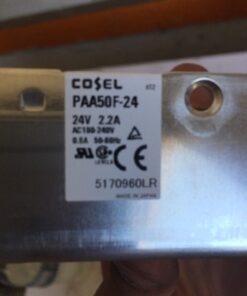 COSEL
PAA50F-24
24V 2.2A
AC100-240V
0.5A 50-60Hz
5170960LR
MADE IN JAPAN